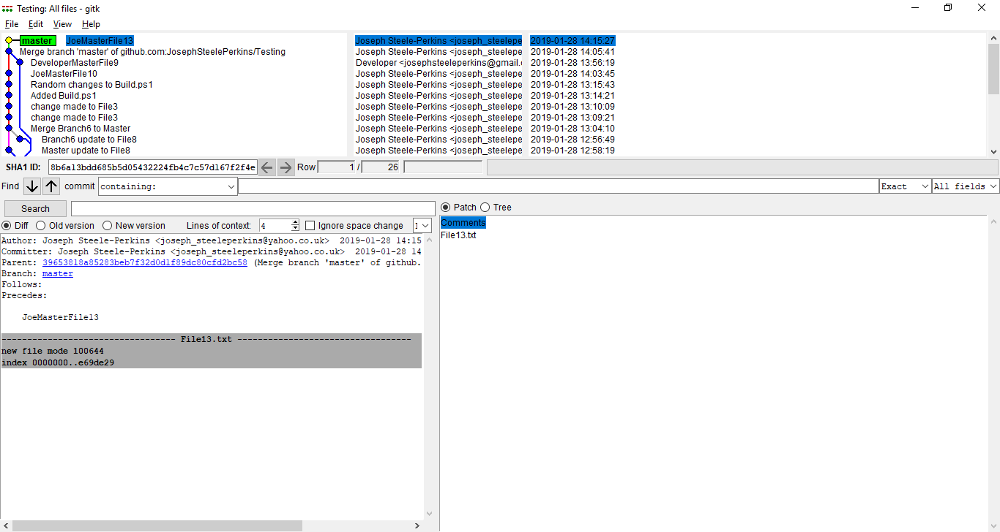 Testing: All files - gitk
File Edit View Help
master JoeMasterFile13 Joseph Steele-Perkins <joseph_steelepe 2019-01-28 14:15:27
Merge branch 'master' of github.com:JosephSteelePerkins/Testing Joseph Steele-Perkins <joseph_steelepe 2019-01-28 14:05:41
DeveloperMasterFile9 Developer <josephsteeleperkins@gmail.c 2019-01-28 13:56:19
JoeMasterFile10 Joseph Steele-Perkins <joseph_steelepe 2019-01-28 14:03:45
Random changes to Build.ps1 Joseph Steele-Perkins <joseph_steelepe 2019-01-28 13:15:43
Added Build.ps1 Joseph Steele-Perkins <joseph_steelepe 2019-01-28 13:14:21
change made to File3 Joseph Steele-Perkins <joseph_steelepe 2019-01-28 13:10:09
change made to File3 Joseph Steele-Perkins <joseph_steelepe 2019-01-28 13:09:21
Merge Branch6 to Master Joseph Steele-Perkins <joseph_steelepe 2019-01-28 13:04:10
Branch6 update to File8 Joseph Steele-Perkins <joseph_steelepe 2019-01-28 12:56:49
Master update to File8 Joseph Steele-Perkins <joseph_steelepe 2019-01-28 12:58:19
SHA1 ID: 8b6a13bdd685b5d05432224fb4c7c57d167f2f4e Row 1 / 26
Find commit containing: Exact All fields
Search Patch Tree
Diff Old version New version Lines of context: 4 Ignore space change
Comments
File13.txt
Author: Joseph Steele-Perkins <joseph_steeleperkins@yahoo.co.uk> 2019-01-28 14:15
Committer: Joseph Steele-Perkins <joseph_steeleperkins@yahoo.co.uk> 2019-01-28 14
Parent: 39653818a85283beb7f32d0d1f89dc80cfd2bc58 (Merge branch 'master' of github.
Branch: master
Follows:
Precedes:
JoeMasterFile13
---------------------------------- File13.txt ----------------------------------
new file mode 100644
index 0000000..e69de29